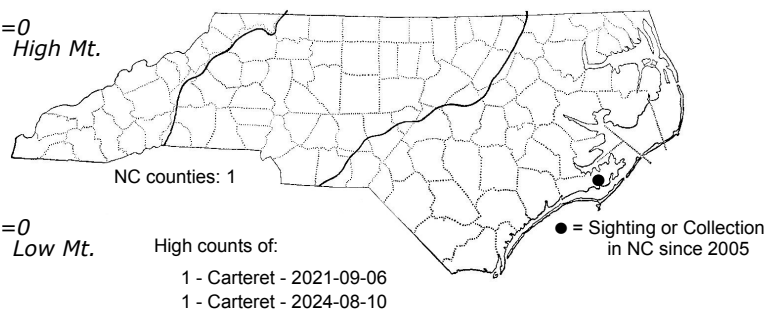 =0
High Mt.
NC counties: 1
=0
Low Mt.
High counts of:
1 - Carteret - 2021-09-06
1 - Carteret - 2024-08-10
● = Sighting or Collection
in NC since 2005